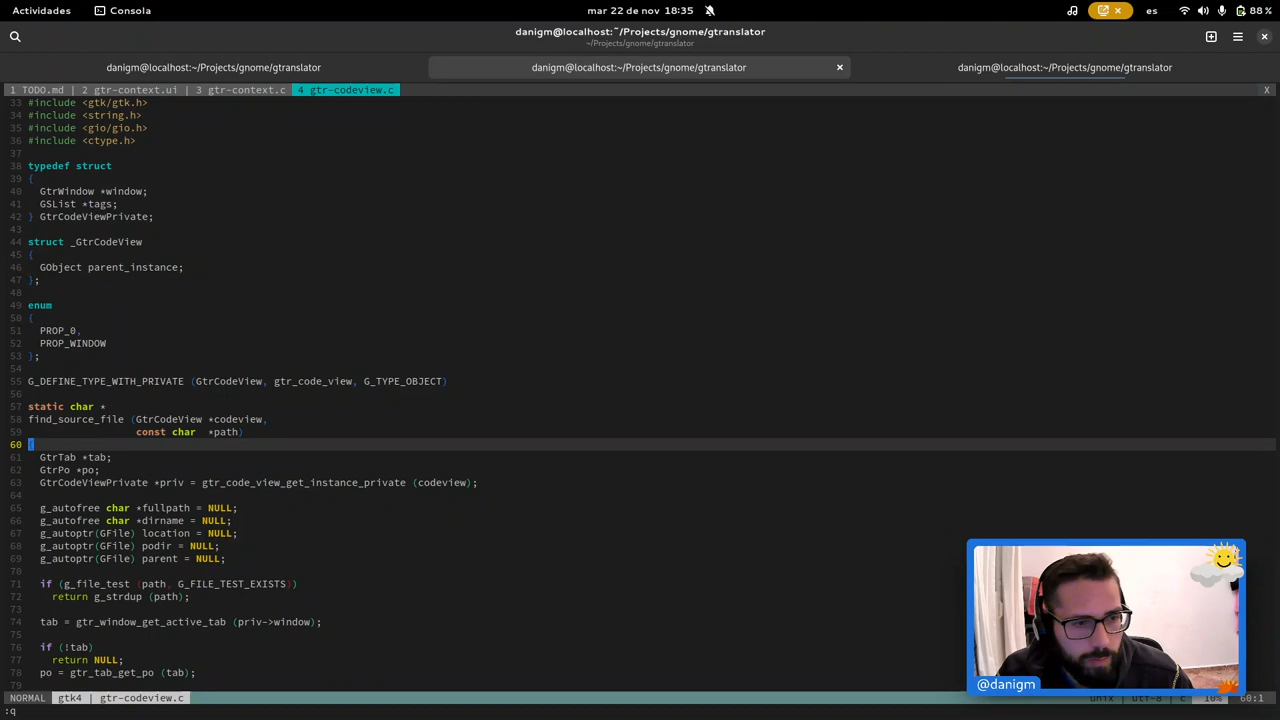 Actividades Consola mar 22 de nov 18:35 es 88 %
danigm@localhost:~/Projects/gnome/gtranslator
~/Projects/gnome/gtranslator
danigm@localhost:~/Projects/gnome/gtranslator danigm@localhost:~/Projects/gnome/gtranslator × danigm@localhost:~/Projects/gnome/gtranslator
1 TODO.md | 2 gtr-context.ui | 3 gtr-context.c 4 gtr-codeview.c X
33 #include <gtk/gtk.h>
34 #include <string.h>
35 #include <gio/gio.h>
36 #include <ctype.h>
37
38 typedef struct
39 {
40 GtrWindow *window;
41 GSList *tags;
42 } GtrCodeViewPrivate;
43
44 struct _GtrCodeView
45 {
46 GObject parent_instance;
47 };
48
49 enum
50 {
51 PROP_0,
52 PROP_WINDOW
53 };
54
55 G_DEFINE_TYPE_WITH_PRIVATE (GtrCodeView, gtr_code_view, G_TYPE_OBJECT)
56
57 static char *
58 find_source_file (GtrCodeView *codeview,
59 const char *path)
60 {
61 GtrTab *tab;
62 GtrPo *po;
63 GtrCodeViewPrivate *priv = gtr_code_view_get_instance_private (codeview);
64
65 g_autofree char *fullpath = NULL;
66 g_autofree char *dirname = NULL;
67 g_autoptr(GFile) location = NULL;
68 g_autoptr(GFile) podir = NULL;
69 g_autoptr(GFile) parent = NULL;
70
71 if (g_file_test (path, G_FILE_TEST_EXISTS))
72 return g_strdup (path);
73
74 tab = gtr_window_get_active_tab (priv->window);
75
76 if (!tab)
77 return NULL;
78 po = gtr_tab_get_po (tab);
79
@danigm
NORMAL gtk4 | gtr-codeview.c unix | utf-8 | c 10% 60:1
:q